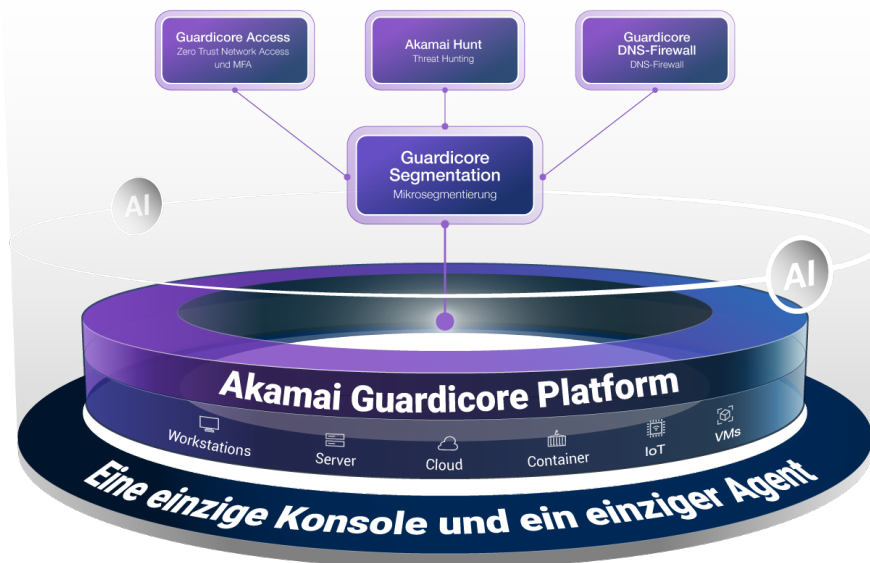 Guardicore Access
Zero Trust Network Access
und MFA
Akamai Hunt
Threat Hunting
Guardicore
DNS-Firewall
DNS-Firewall
Guardicore
Segmentation
Mikrosegmentierung
AI
AI
Akamai Guardicore Platform
Workstations
Server
Cloud
Container
IoT
VMs
Eine einzige Konsole und ein einziger Agent